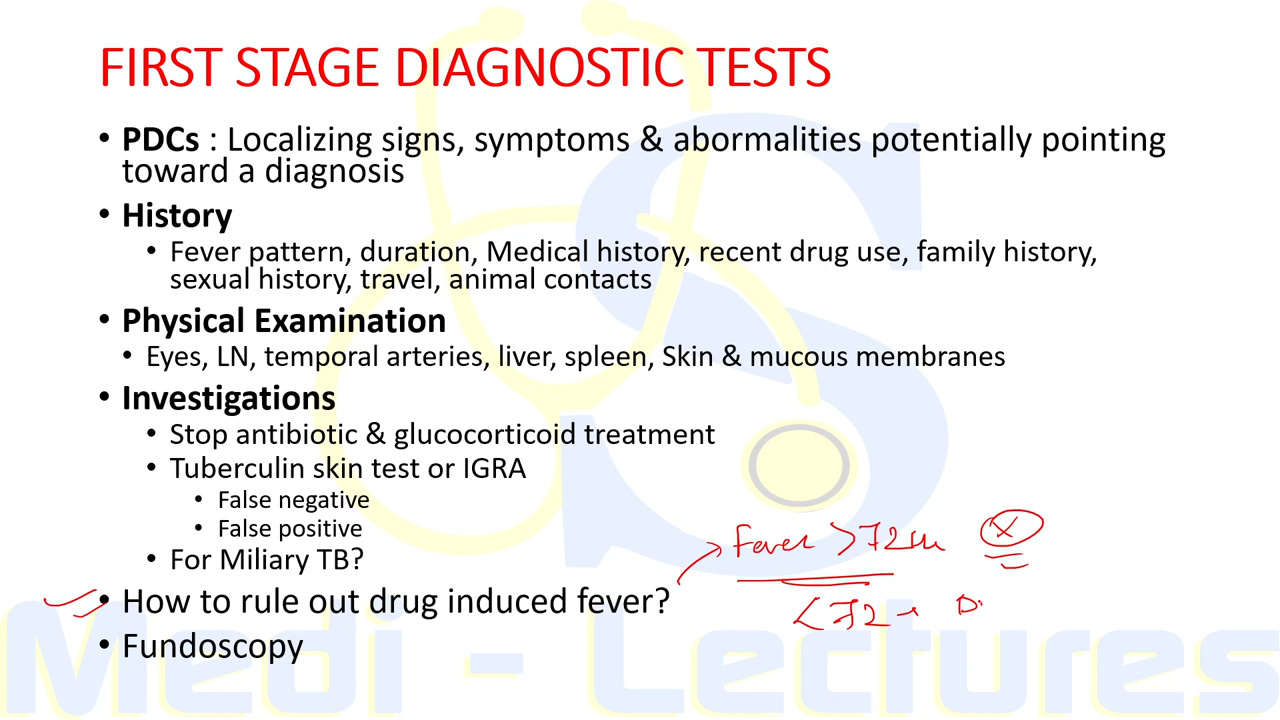 FIRST STAGE DIAGNOSTIC TESTS
• PDCs : Localizing signs, symptoms & abormalities potentially pointing
toward a diagnosis
• History
• Fever pattern, duration, Medical history, recent drug use, family history,
sexual history, travel, animal contacts
• Physical Examination
• Eyes, LN, temporal arteries, liver, spleen, Skin & mucous membranes
• Investigations
• Stop antibiotic & glucocorticoid treatment
• Tuberculin skin test or IGRA
• False negative
• False positive
• For Miliary TB?
Fever >72
• How to rule out drug induced fever?
<72
• Fundoscopy
Medi - Lectures